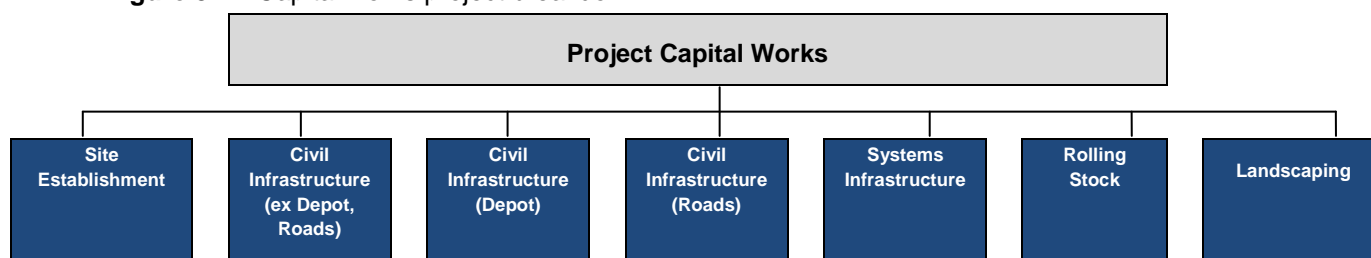 Project Capital Works
Site
Establishment
Civil
Infrastructure
(ex Depot,
Roads)
Civil
Infrastructure
(Depot)
Civil
Infrastructure
(Roads)
Systems
Infrastructure
Rolling
Stock
Landscaping